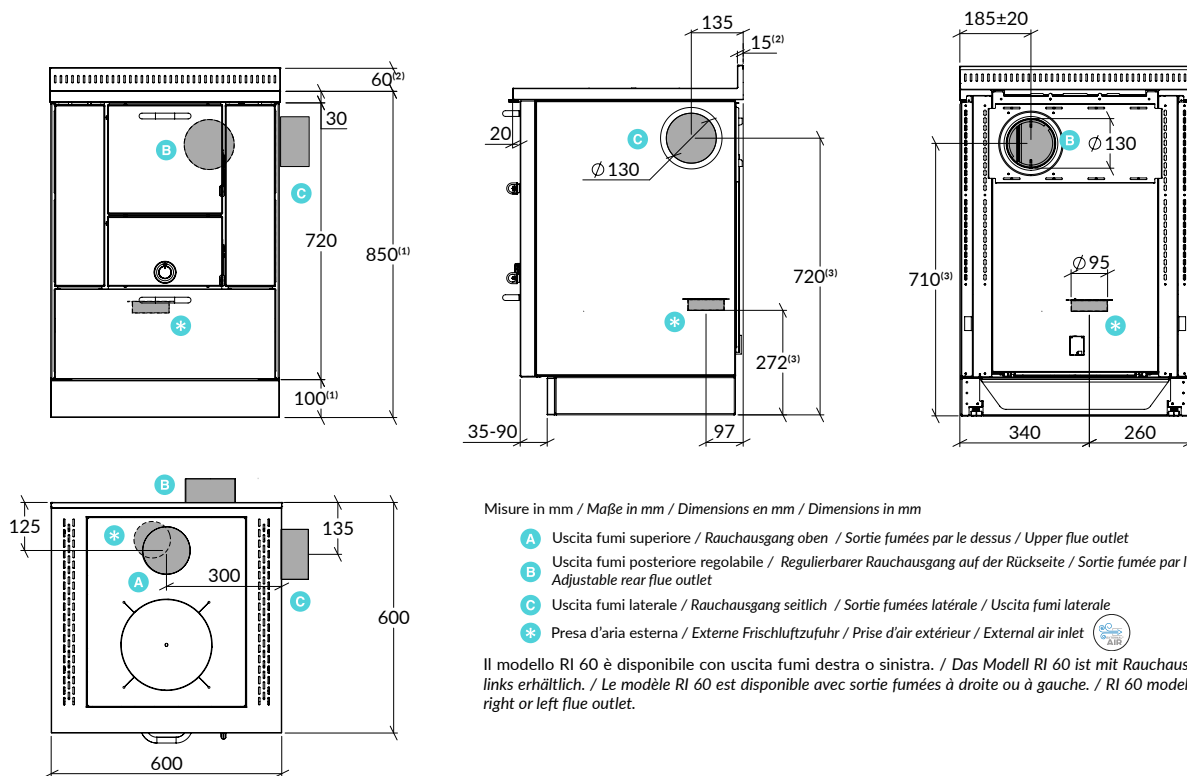 185±20
135
15⁽²⁾
60⁽²⁾
30
20
B
C
C
B
Ø 130
Ø 130
720
850⁽¹⁾
720⁽³⁾
710⁽³⁾
Ø 95
*
*
*
272⁽³⁾
100⁽¹⁾
35-90
97
340
260
B
125
*
135
A
300
C
600
600
Misure in mm / Maße in mm / Dimensions en mm / Dimensions in mm
A Uscita fumi superiore / Rauchausgang oben / Sortie fumées par le dessus / Upper flue outlet
B Uscita fumi posteriore regolabile / Regulierbarer Rauchausgang auf der Rückseite / Sortie fumée par l
Adjustable rear flue outlet
C Uscita fumi laterale / Rauchausgang seitlich / Sortie fumées latérale / Uscita fumi laterale
* Presa d'aria esterna / Externe Frischluftzufuhr / Prise d'air extérieur / External air inlet
AIR
Il modello RI 60 è disponibile con uscita fumi destra o sinistra. / Das Modell RI 60 ist mit Rauchaus
links erhältlich. / Le modèle RI 60 est disponible avec sortie fumées à droite ou à gauche. / RI 60 model
right or left flue outlet.